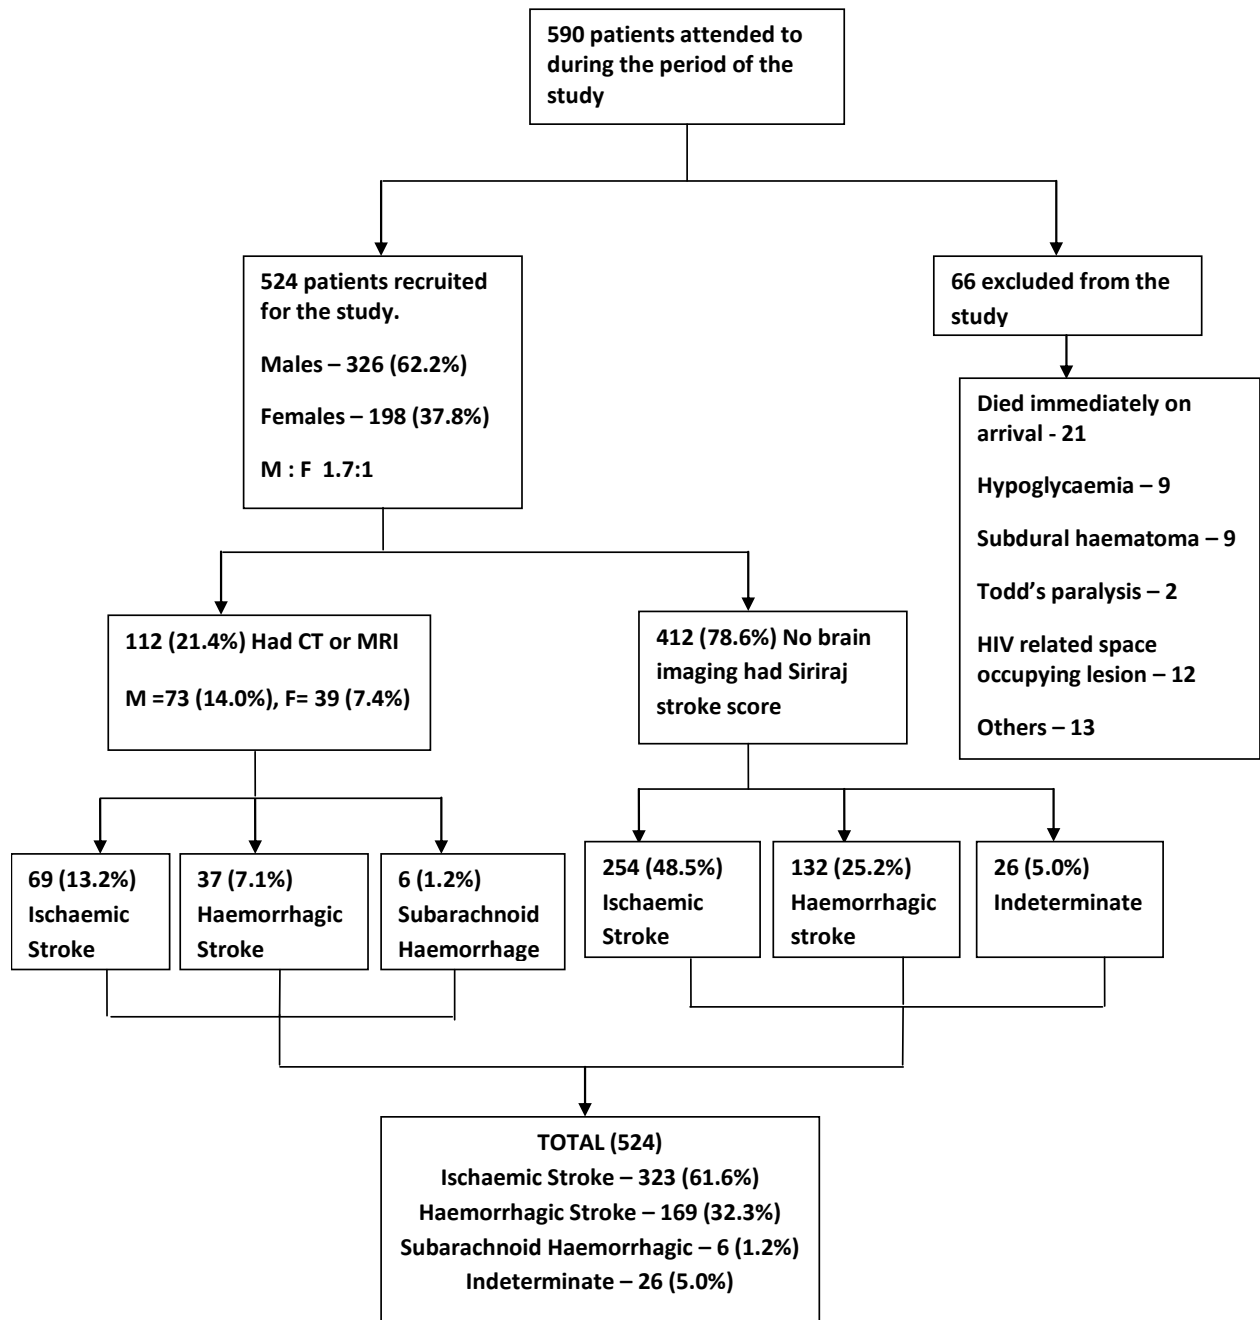 590 patients attended to
during the period of the
study
524 patients recruited
for the study.
Males – 326 (62.2%)
Females – 198 (37.8%)
M : F 1.7:1
66 excluded from the
study
Died immediately on
arrival - 21
Hypoglycaemia – 9
Subdural haematoma – 9
Todd’s paralysis – 2
HIV related space
occupying lesion – 12
Others – 13
112 (21.4%) Had CT or MRI
M =73 (14.0%), F= 39 (7.4%)
412 (78.6%) No brain
imaging had Siriraj
stroke score
69 (13.2%)
Ischaemic
Stroke
37 (7.1%)
Haemorrhagic
Stroke
6 (1.2%)
Subarachnoid
Haemorrhage
254 (48.5%)
Ischaemic
Stroke
132 (25.2%)
Haemorrhagic
stroke
26 (5.0%)
Indeterminate
TOTAL (524)
Ischaemic Stroke – 323 (61.6%)
Haemorrhagic Stroke – 169 (32.3%)
Subarachnoid Haemorrhagic – 6 (1.2%)
Indeterminate – 26 (5.0%)